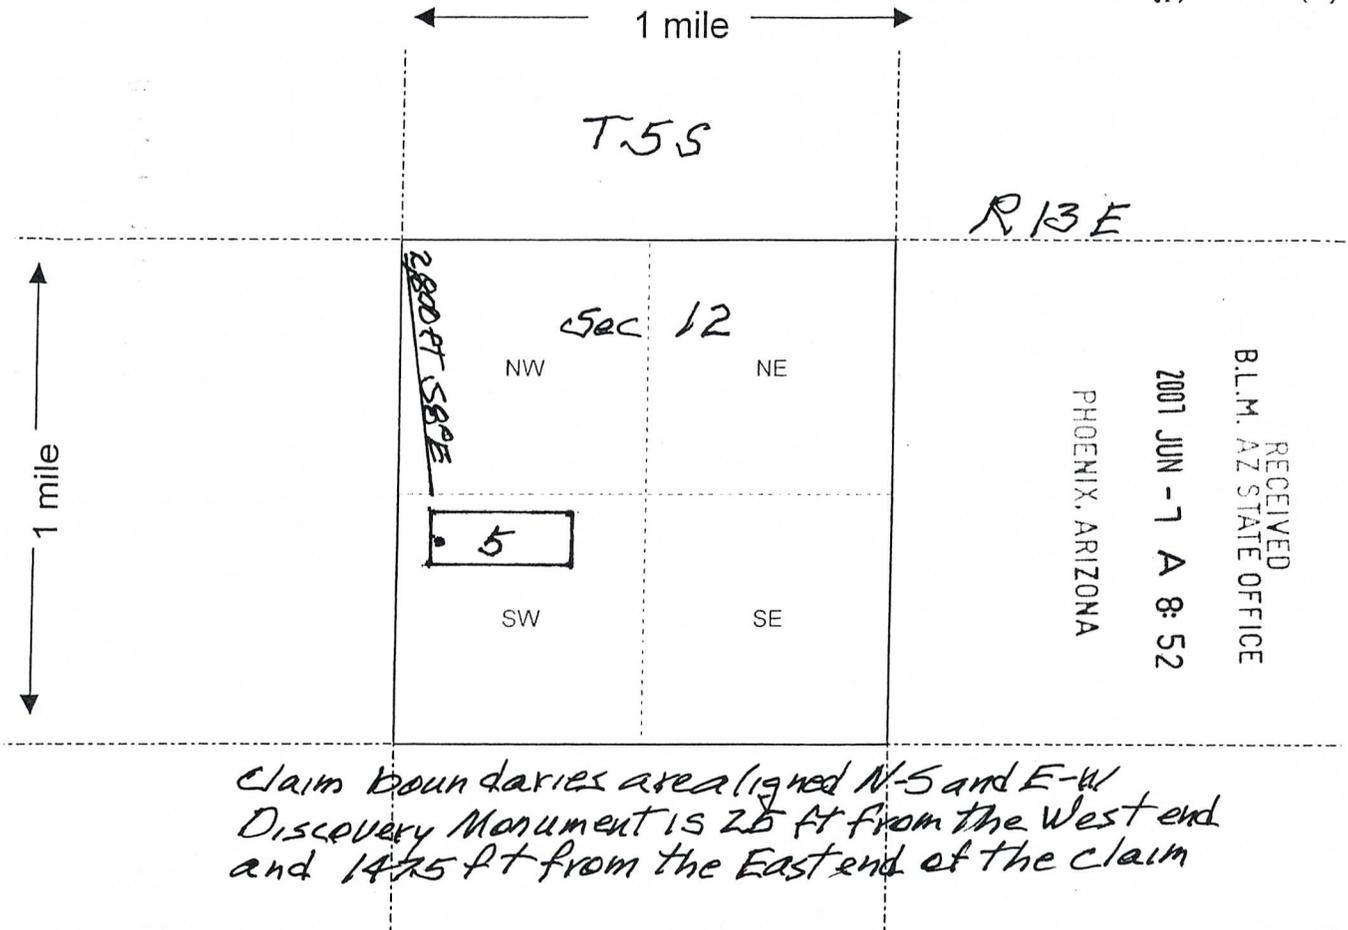 1 mile
T5S
R13E
2800ft S8°E
Sec 12
NW
NE
1 mile
5
SW
SE
RECEIVED
B.L.M. AZ STATE OFFICE
2007 JUN -7 A 8:52
PHOENIX, ARIZONA
Claim boundaries are aligned N-S and E-W
Discovery Monument is 25 ft from the West end
and 1475 ft from the East end of the claim